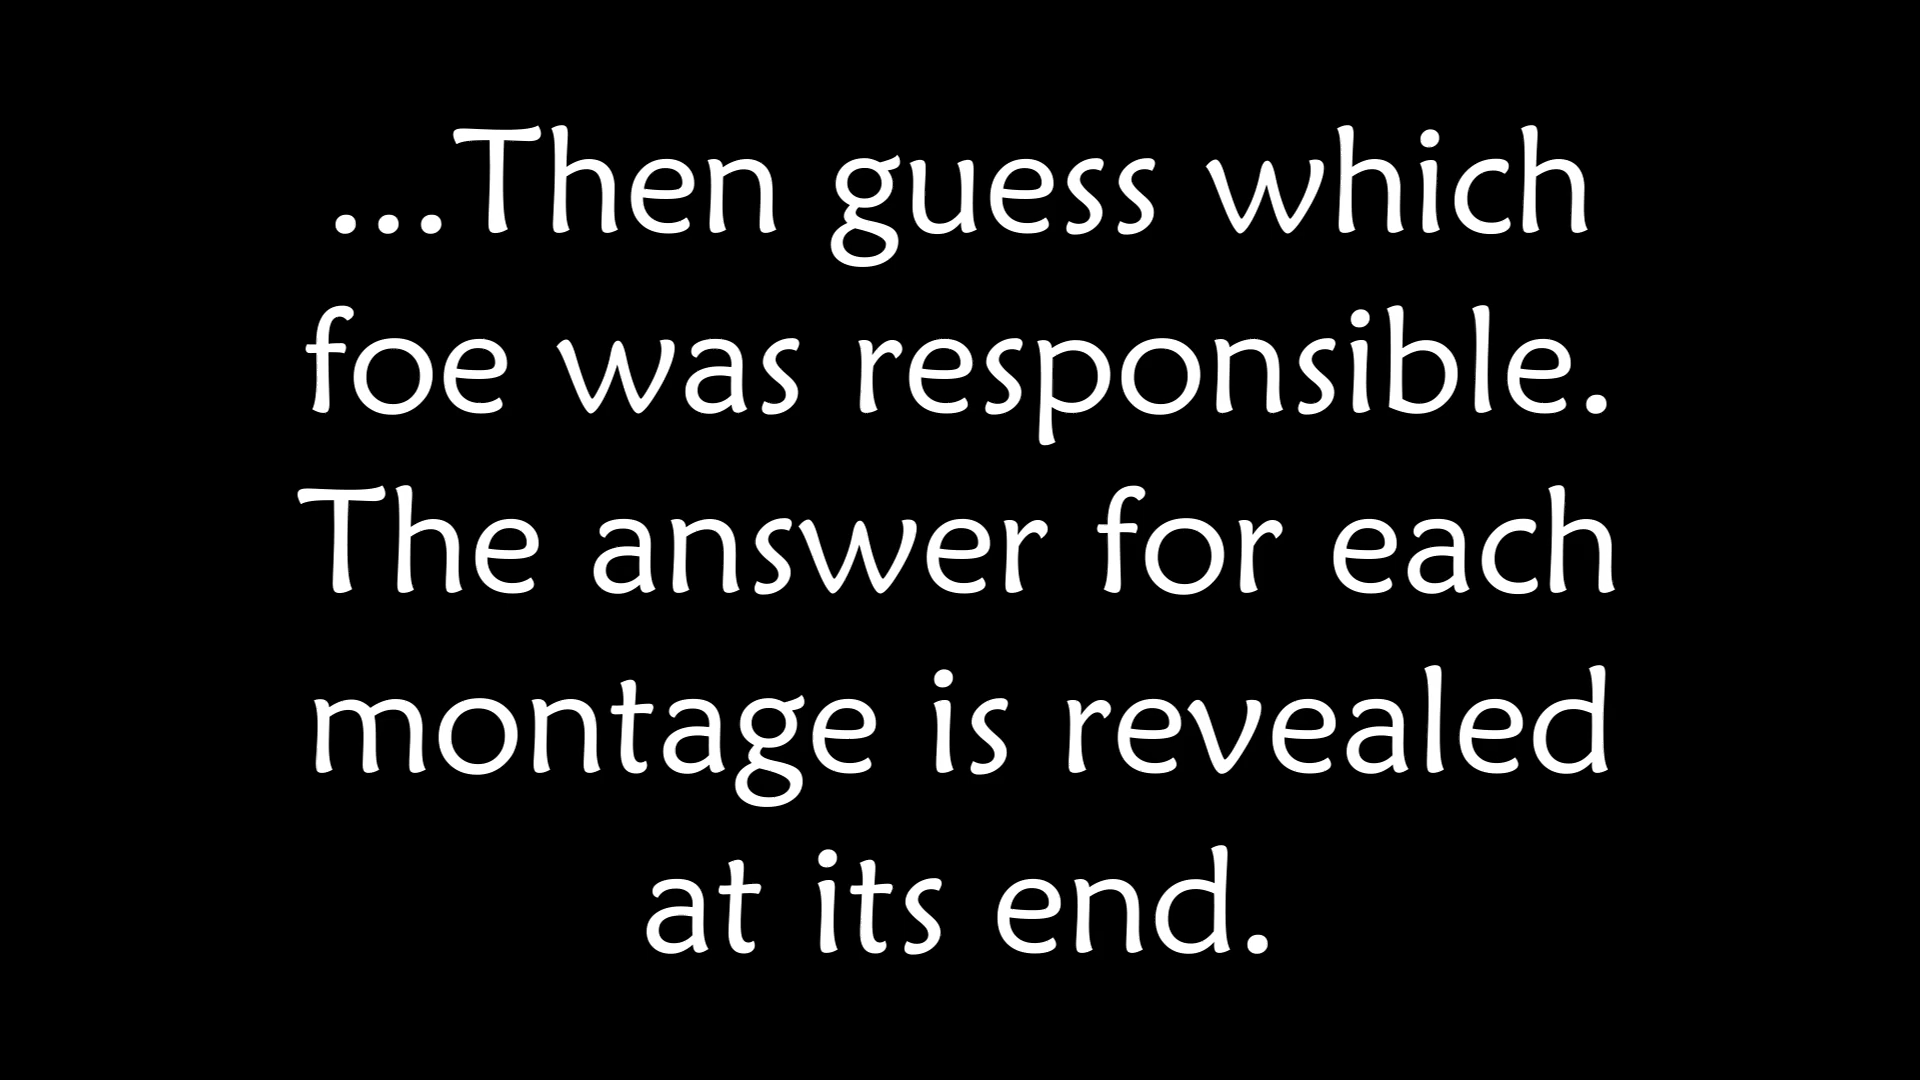 ...Then guess which
foe was responsible.
The answer for each
montage is revealed
at its end.